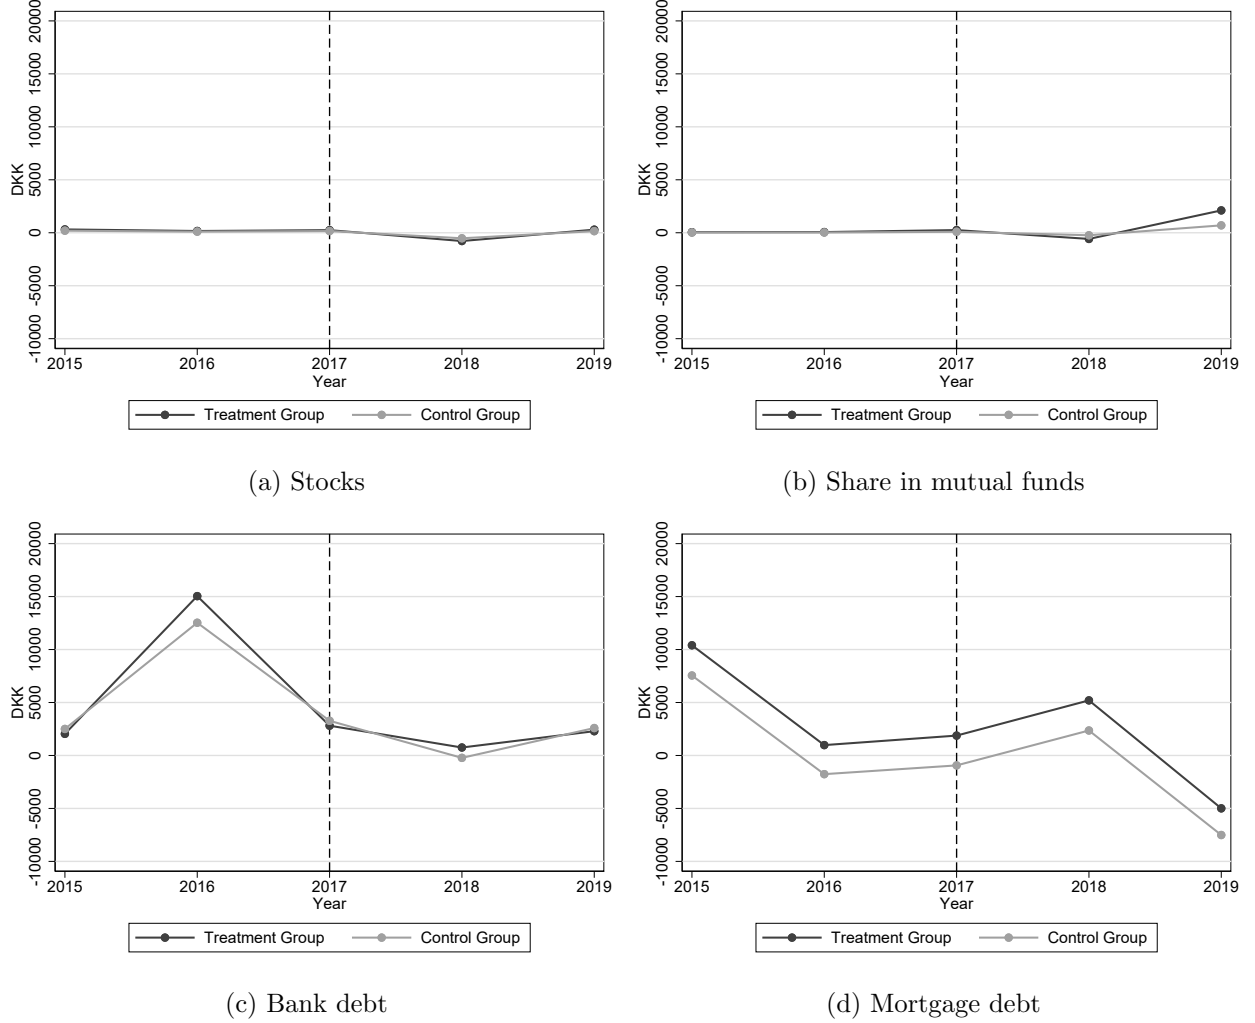 20000
15000
10000
5000
0
-5000
-10000
DKK
2015 2016 2017 2018 2019
Year
Treatment Group Control Group
(a) Stocks
20000
15000
10000
5000
0
-5000
-10000
DKK
2015 2016 2017 2018 2019
Year
Treatment Group Control Group
(b) Share in mutual funds
20000
15000
10000
5000
0
-5000
-10000
DKK
2015 2016 2017 2018 2019
Year
Treatment Group Control Group
(c) Bank debt
20000
15000
10000
5000
0
-5000
-10000
DKK
2015 2016 2017 2018 2019
Year
Treatment Group Control Group
(d) Mortgage debt